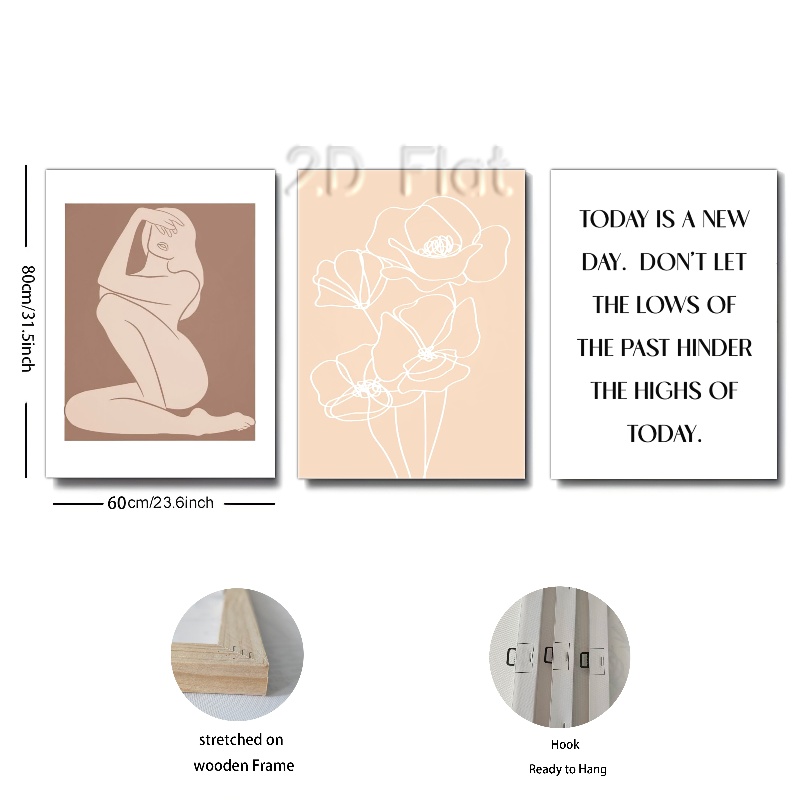 2.D Flat
80cm/31.5inch
TODAY IS A NEW
DAY. DON'T LET
THE LOWS OF
THE PAST HINDER
THE HIGHS OF
TODAY.
60cm/23.6inch
stretched on
wooden Frame
Hook
Ready to Hang